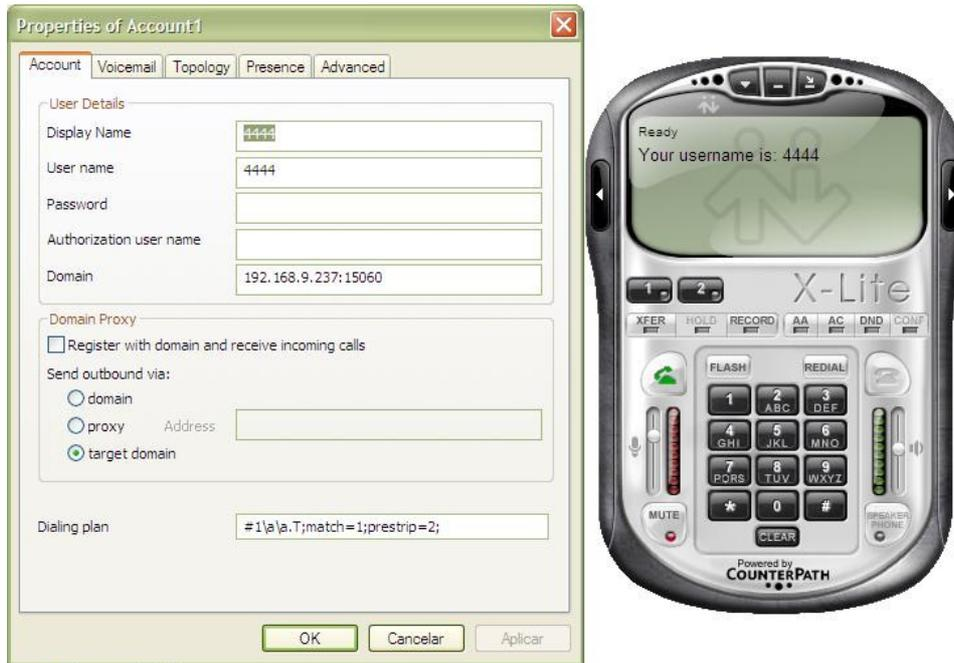 Properties of Account1
Account Voicemail Topology Presence Advanced
User Details
Display Name 4444
User name 4444
Password
Authorization user name
Domain 192.168.9.237:15060
Domain Proxy
Register with domain and receive incoming calls
Send outbound via:
domain
proxy Address
target domain
Dialing plan #1\a\a.T;match=1;prestrip=2;
OK Cancelar Aplicar
Ready
Your username is: 4444
1 2 X-Lite
XFER HOLD RECORD AA AC DND CONF
FLASH REDIAL
1 2 ABC 3 DEF
4 GHI 5 JKL 6 MNO
7 PQRS 8 TUV 9 WXYZ
* 0 #
MUTE SPEAKER PHONE
CLEAR
Powered by
COUNTERPATH